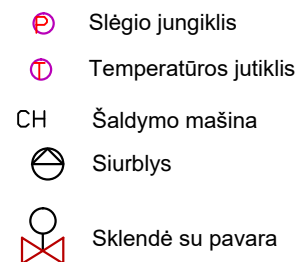 P Slėgio jungiklis
T Temperatūros jutiklis
CH Šaldymo mašina
Siurblys
Sklendė su pavara